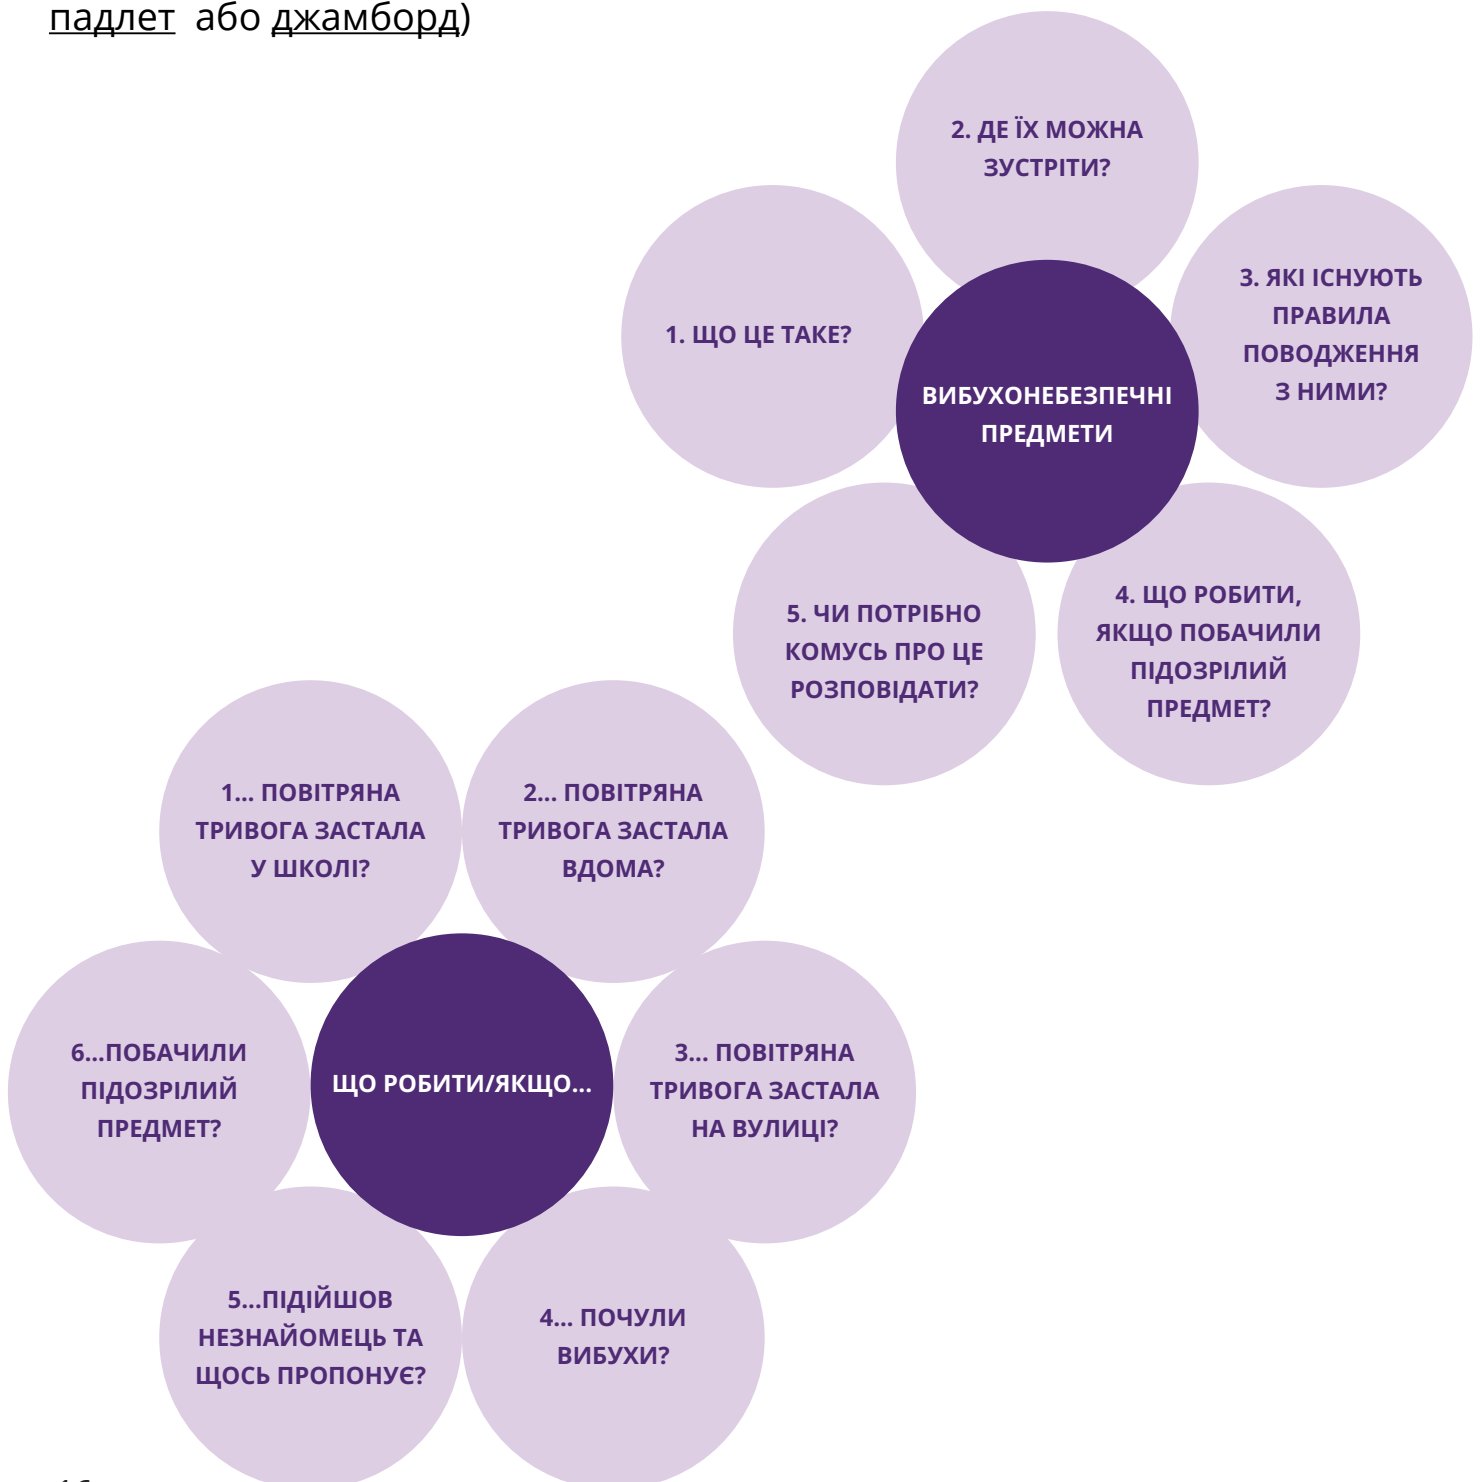 падлет або джамборд)
2. ДЕ ЇХ МОЖНА
ЗУСТРІТИ?
1. ЩО ЦЕ ТАКЕ?
3. ЯКІ ІСНУЮТЬ
ПРАВИЛА
ПОВОДЖЕННЯ
З НИМИ?
ВИБУХОНЕБЕЗПЕЧНІ
ПРЕДМЕТИ
5. ЧИ ПОТРІБНО
КОМУСЬ ПРО ЦЕ
РОЗПОВІДАТИ?
4. ЩО РОБИТИ,
ЯКЩО ПОБАЧИЛИ
ПІДОЗРІЛИЙ
ПРЕДМЕТ?
1... ПОВІТРЯНА
ТРИВОГА ЗАСТАЛА
У ШКОЛІ?
2... ПОВІТРЯНА
ТРИВОГА ЗАСТАЛА
ВДОМА?
6...ПОБАЧИЛИ
ПІДОЗРІЛИЙ
ПРЕДМЕТ?
ЩО РОБИТИ/ЯКЩО...
3... ПОВІТРЯНА
ТРИВОГА ЗАСТАЛА
НА ВУЛИЦІ?
5...ПІДІЙШОВ
НЕЗНАЙОМЕЦЬ ТА
ЩОСЬ ПРОПОНУЄ?
4... ПОЧУЛИ
ВИБУХИ?